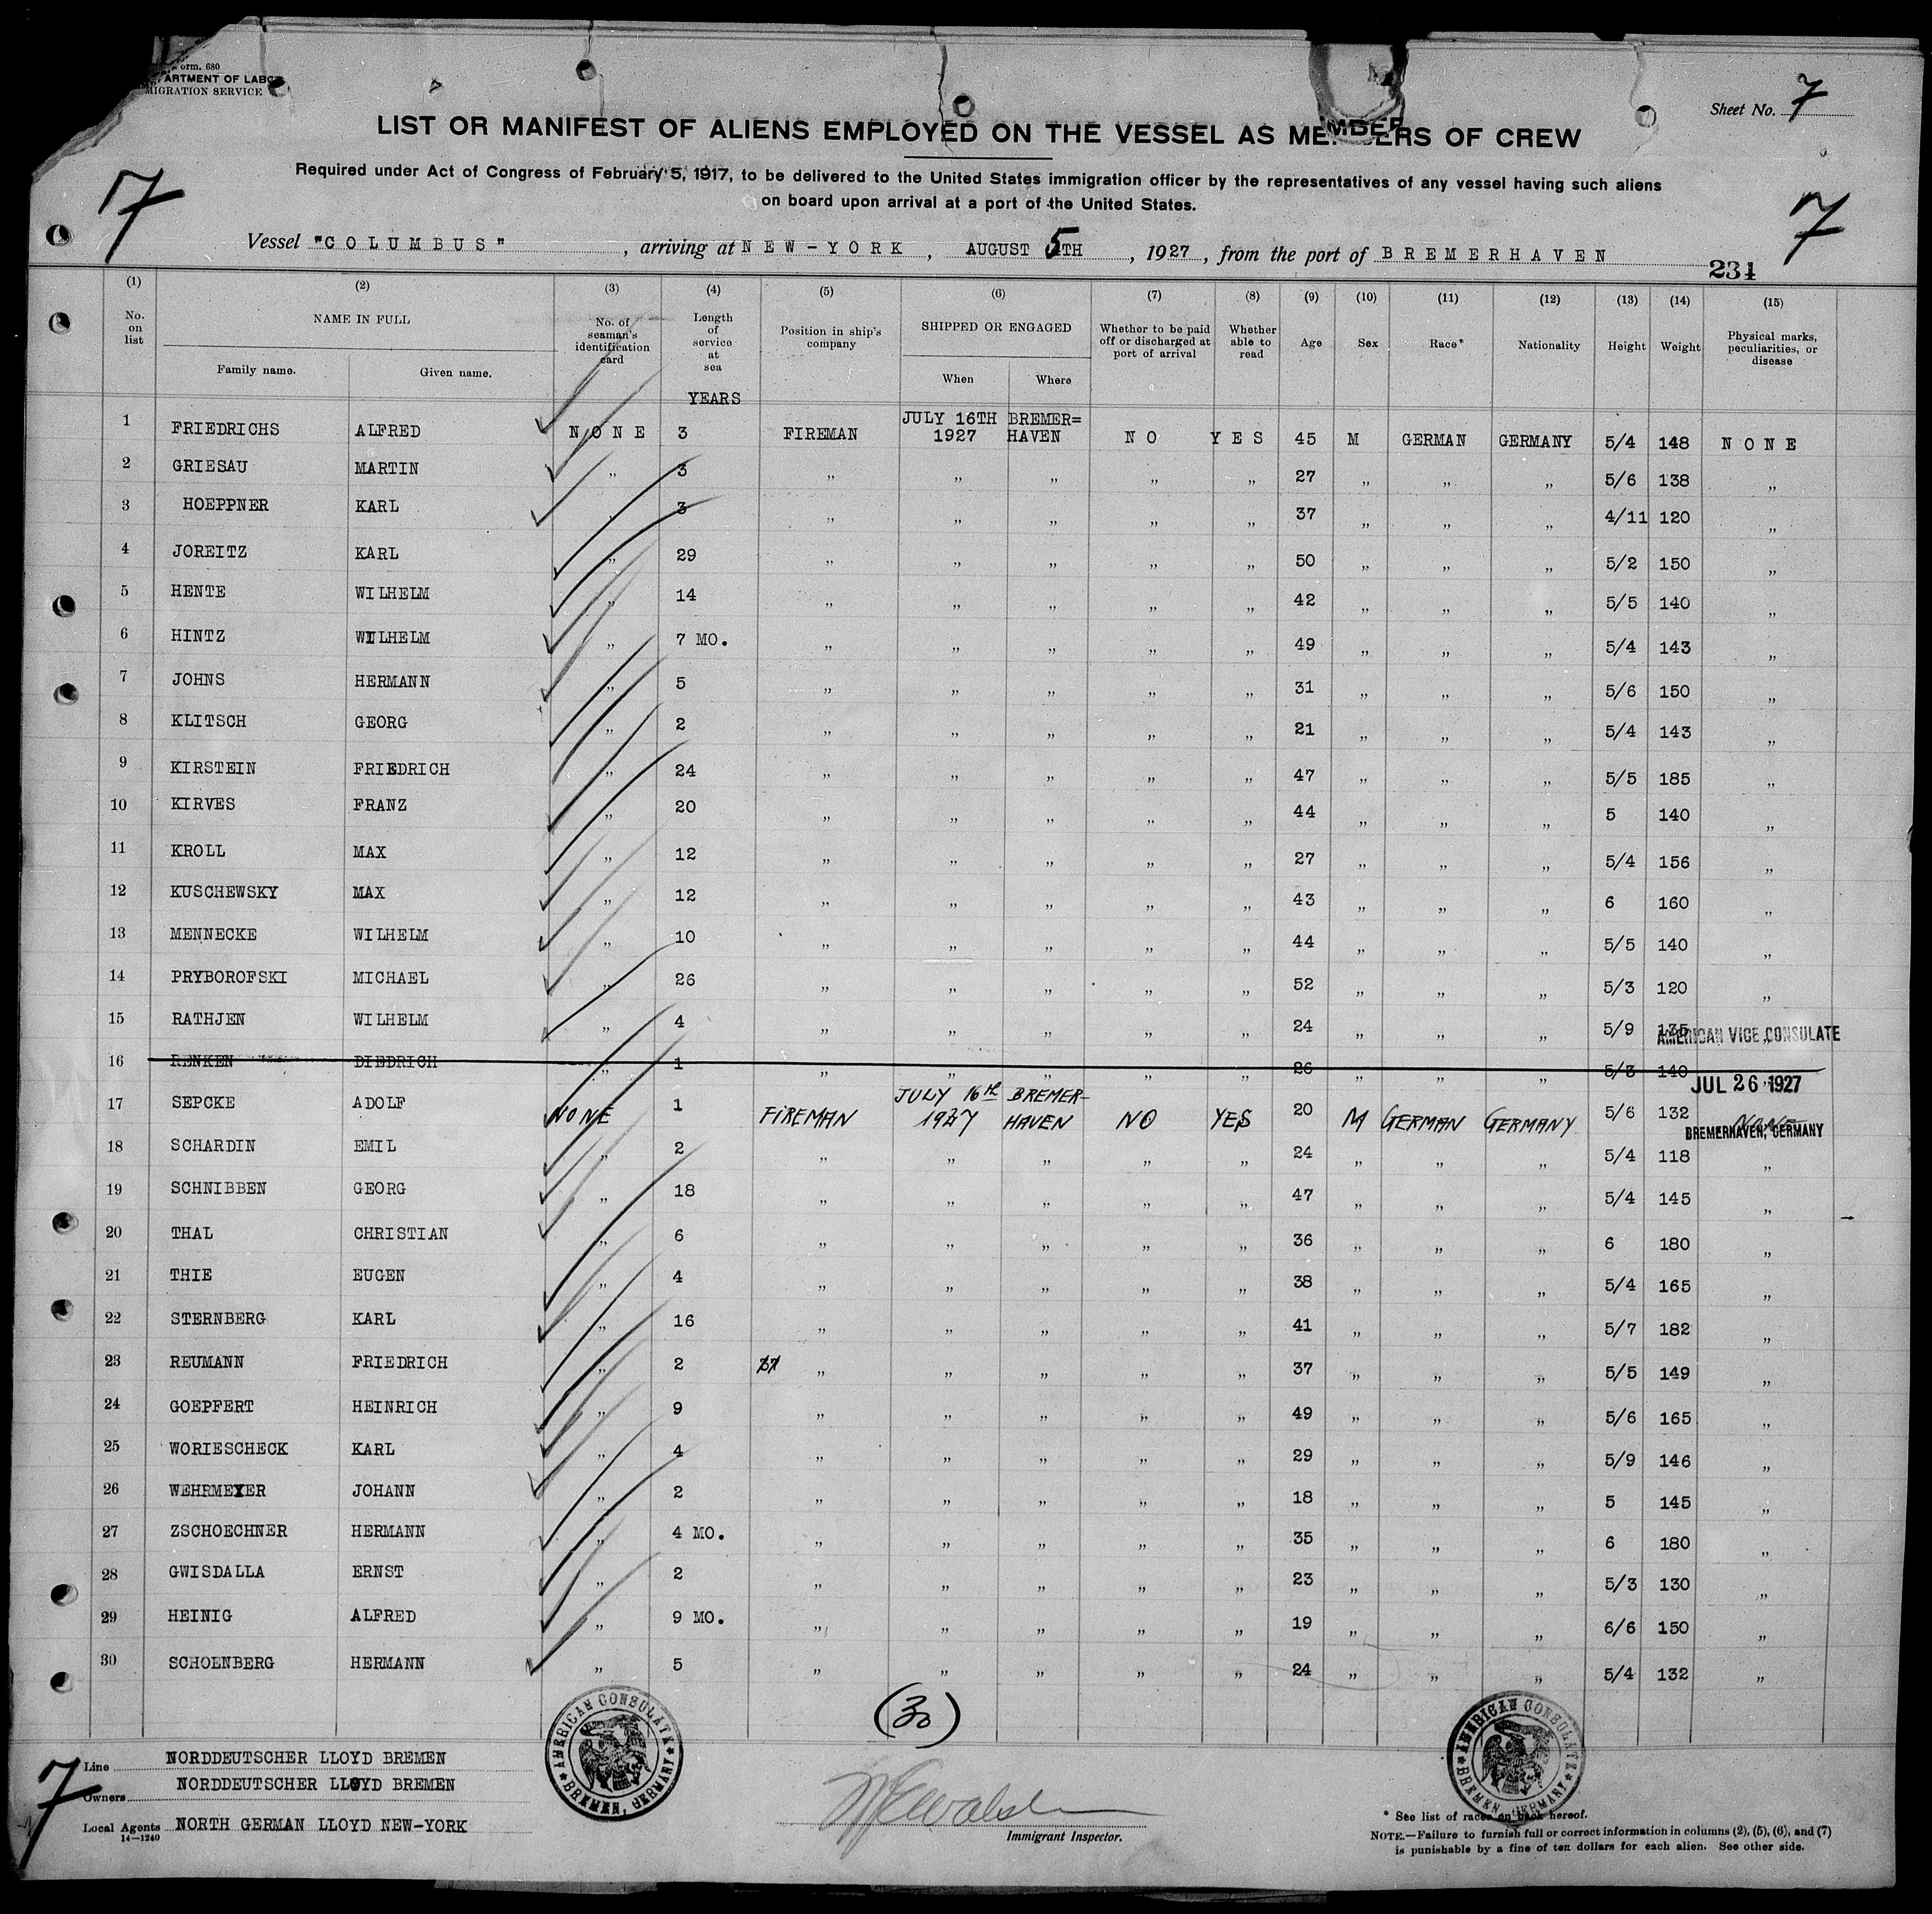 orm. 680
ARTMENT OF LABO
MIGRATION SERVICE
Sheet No. 7
LIST OR MANIFEST OF ALIENS EMPLOYED ON THE VESSEL AS MEMBERS OF CREW
Required under Act of Congress of February 5, 1917, to be delivered to the United States immigration officer by the representatives of any vessel having such aliens
on board upon arrival at a port of the United States.
7 7
Vessel "COLUMBUS", arriving at NEW-YORK, AUGUST 5TH, 1927, from the port of BREMERHAVEN
231
(1) (2) (3) (4) (5) (6) (7) (8) (9) (10) (11) (12) (13) (14) (15)
No. on list NAME IN FULL Family name. Given name. No. of seaman's identification card Length of service at sea Position in ship's company SHIPPED OR ENGAGED When Where Whether to be paid off or discharged at port of arrival Whether able to read Age Sex Race* Nationality Height Weight Physical marks, peculiarities, or disease
YEARS
1 FRIEDRICHS ALFRED NONE 3 FIREMAN JULY 16TH 1927 BREMER=HAVEN NO YES 45 M GERMAN GERMANY 5/4 148 NONE
2 GRIESAU MARTIN „ 3 „ „ „ „ „ 27 „ „ „ 5/6 138 „
3 HOEPPNER KARL „ 3 „ „ „ „ „ 37 „ „ „ 4/11 120 „
4 JOREITZ KARL „ 29 „ „ „ „ „ 50 „ „ „ 5/2 150 „
5 HENTE WILHELM „ 14 „ „ „ „ „ 42 „ „ „ 5/5 140 „
6 HINTZ WILHELM „ 7 MO. „ „ „ „ „ 49 „ „ „ 5/4 143 „
7 JOHNS HERMANN „ 5 „ „ „ „ „ 31 „ „ „ 5/6 150 „
8 KLITSCH GEORG „ 2 „ „ „ „ „ 21 „ „ „ 5/4 143 „
9 KIRSTEIN FRIEDRICH „ 24 „ „ „ „ „ 47 „ „ „ 5/5 185 „
10 KIRVES FRANZ „ 20 „ „ „ „ „ 44 „ „ „ 5 140 „
11 KROLL MAX „ 12 „ „ „ „ „ 27 „ „ „ 5/4 156 „
12 KUSCHEWSKY MAX „ 12 „ „ „ „ „ 43 „ „ „ 6 160 „
13 MENNECKE WILHELM „ 10 „ „ „ „ „ 44 „ „ „ 5/5 140 „
14 PRYBOROFSKI MICHAEL „ 26 „ „ „ „ „ 52 „ „ „ 5/3 120 „
15 RATHJEN WILHELM „ 4 „ „ „ „ „ 24 „ „ „ 5/9 135 „
AMERICAN VICE CONSULATE
16 RENKEN DIEDRICH „ 1 „ „ „ „ „ 26 „ „ „ 5/3 140
JUL 26 1927
17 SEPCKE ADOLF NONE 1 FIREMAN JULY 16th 1927 BREMER-HAVEN NO YES 20 M GERMAN GERMANY 5/6 132 NONE
BREMERHAVEN, GERMANY
18 SCHARDIN EMIL „ 2 „ „ „ „ „ 24 „ „ „ 5/4 118 „
19 SCHNIBBEN GEORG „ 18 „ „ „ „ „ 47 „ „ „ 5/4 145 „
20 THAL CHRISTIAN „ 6 „ „ „ „ „ 36 „ „ „ 6 180 „
21 THIE EUGEN „ 4 „ „ „ „ „ 38 „ „ „ 5/4 165 „
22 STERNBERG KARL „ 16 „ „ „ „ „ 41 „ „ „ 5/7 182 „
23 REUMANN FRIEDRICH „ 2 „ „ „ „ „ 37 „ „ „ 5/5 149 „
24 GOEPFERT HEINRICH „ 9 „ „ „ „ „ 49 „ „ „ 5/6 165 „
25 WORIESCHECK KARL „ 4 „ „ „ „ „ 29 „ „ „ 5/9 146 „
26 WEHRMEYER JOHANN „ 2 „ „ „ „ „ 18 „ „ „ 5 145 „
27 ZSCHOECHNER HERMANN „ 4 MO. „ „ „ „ „ 35 „ „ „ 6 180 „
28 GWISDALLA ERNST „ 2 „ „ „ „ „ 23 „ „ „ 5/3 130 „
29 HEINIG ALFRED „ 9 MO. „ „ „ „ „ 19 „ „ „ 6/6 150 „
30 SCHOENBERG HERMANN „ 5 „ „ „ „ „ 24 „ „ „ 5/4 132 „
(30)
AMERICAN CONSULATE BREMEN, GERMANY
AMERICAN CONSULATE BREMEN, GERMANY
7
Line NORDDEUTSCHER LLOYD BREMEN
Owners NORDDEUTSCHER LLOYD BREMEN
Local Agents NORTH GERMAN LLOYD NEW-YORK
14—1240
Immigrant Inspector.
* See list of races on back hereof.
NOTE.—Failure to furnish full or correct information in columns (2), (5), (6), and (7)
is punishable by a fine of ten dollars for each alien. See other side.